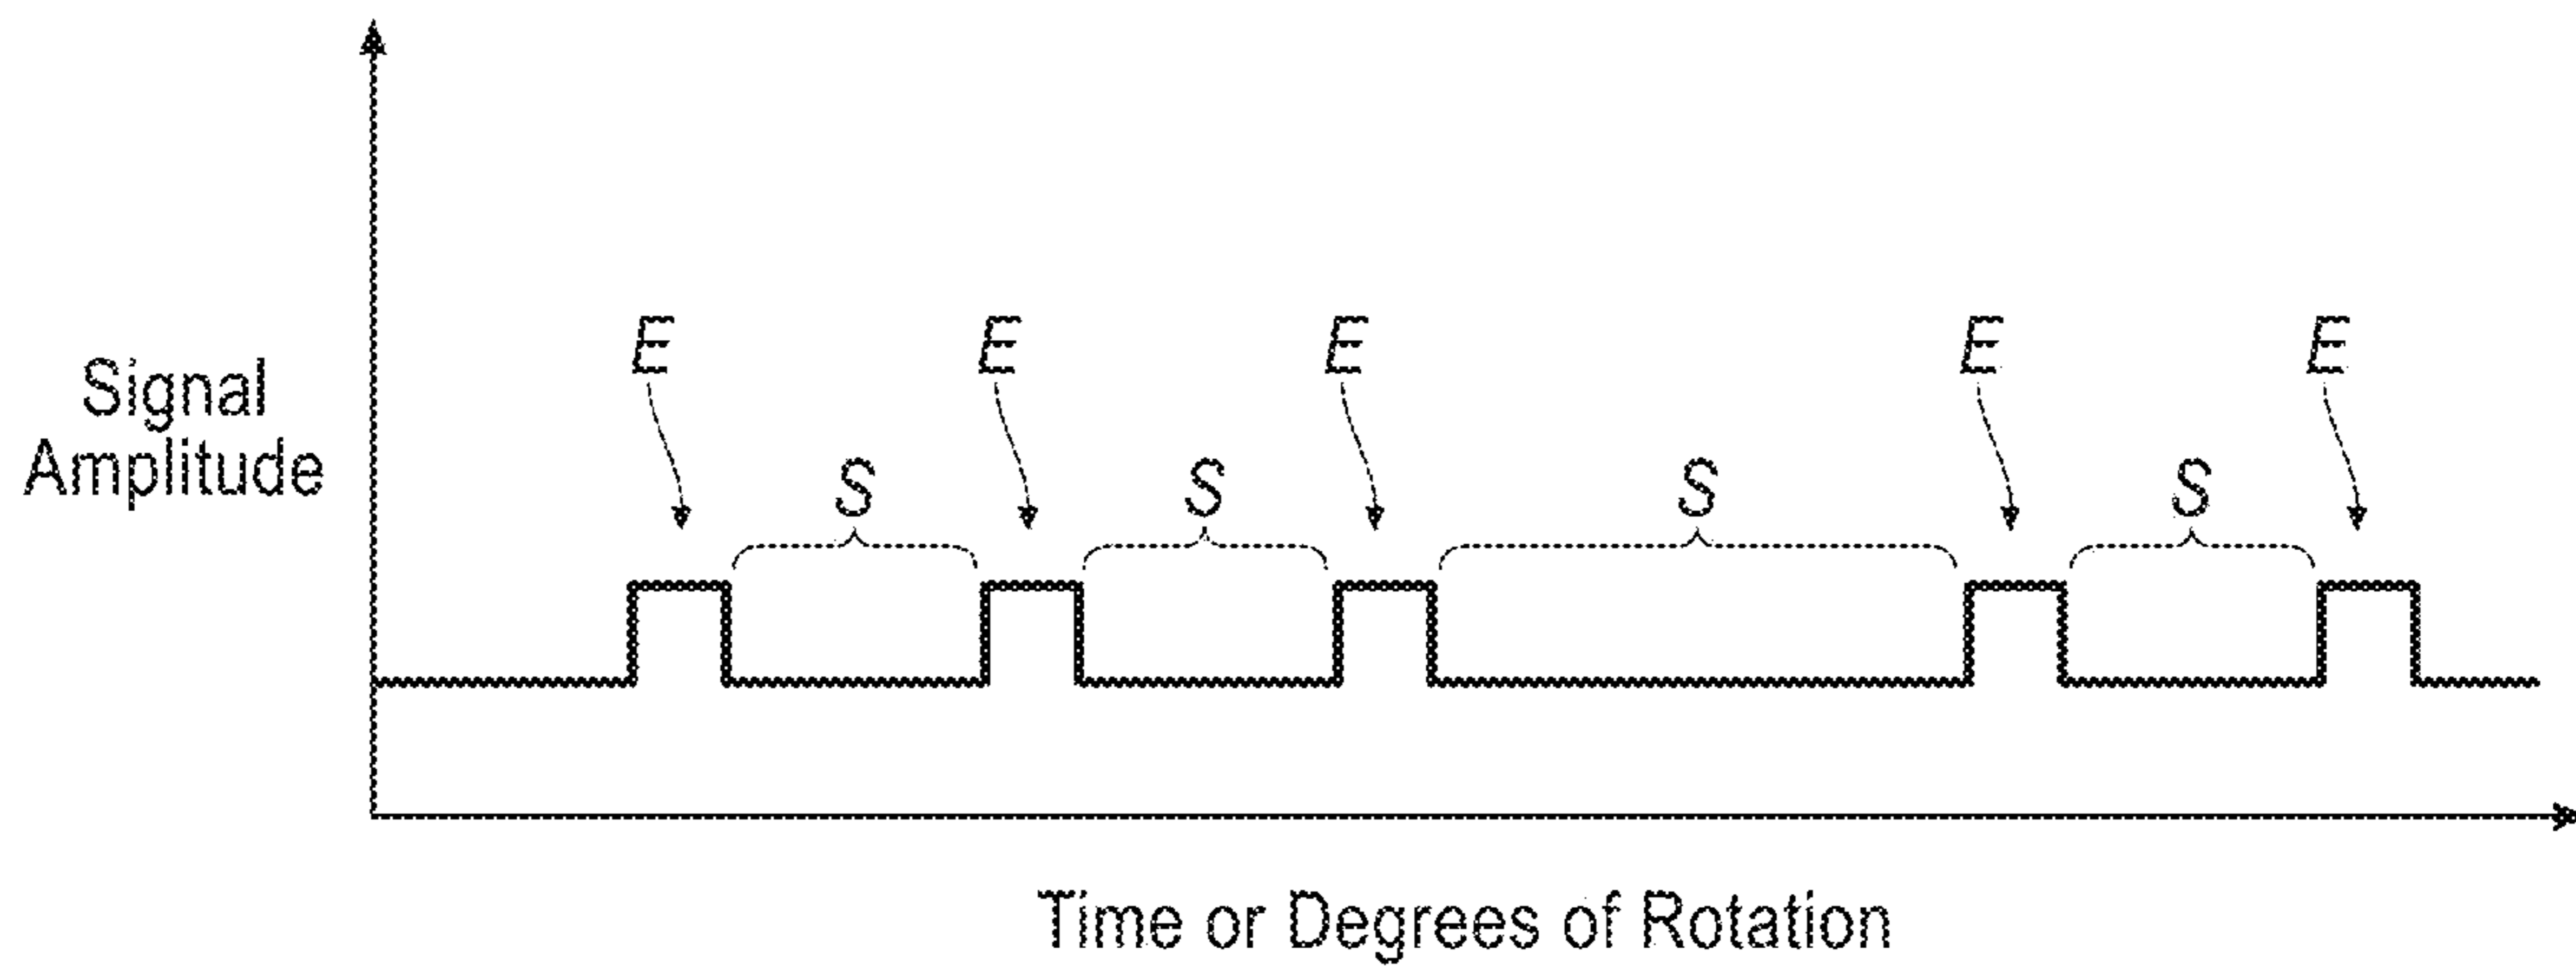 E E E E E
Signal
Amplitude
S S S S
Time or Degrees of Rotation